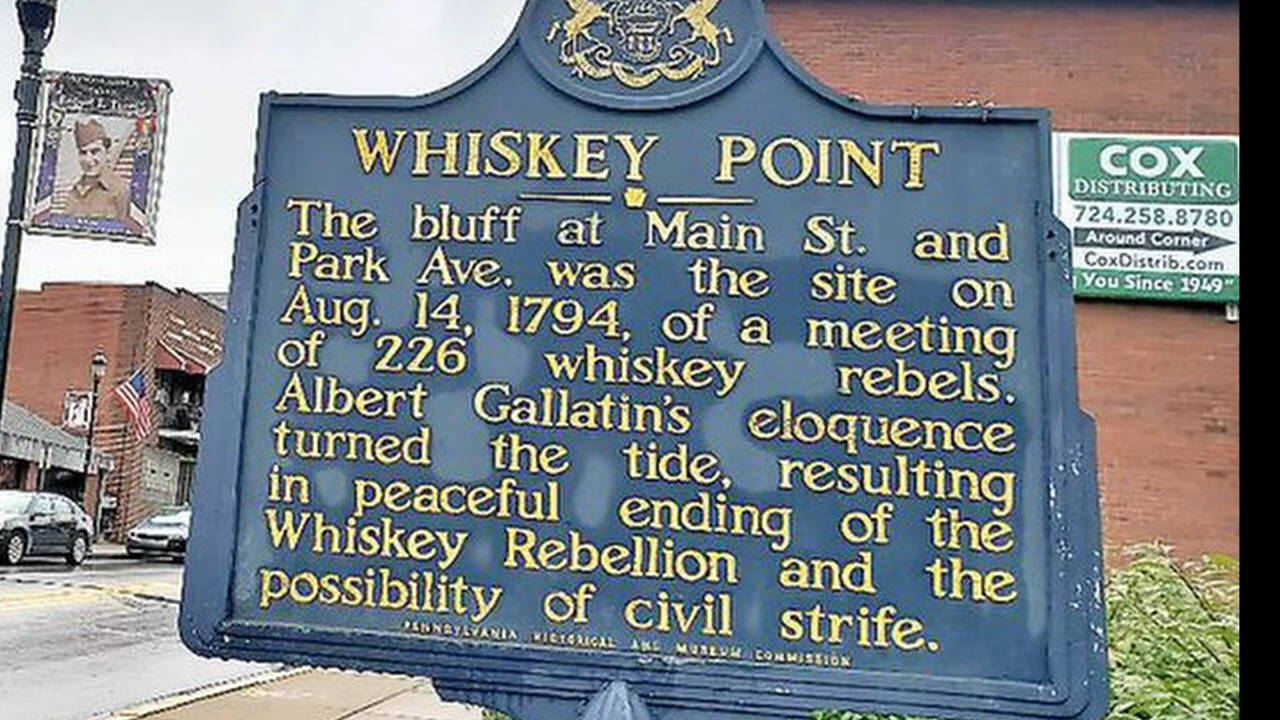 WHISKEY POINT
The bluff at Main St. and
Park Ave. was the site on
Aug. 14, 1794, of a meeting
of 226 whiskey rebels.
Albert Gallatin's eloquence
turned the tide, resulting
in peaceful ending of the
Whiskey Rebellion and the
possibility of civil strife.
PENNSYLVANIA HISTORICAL AND MUSEUM COMMISSION
COX
DISTRIBUTING
724.258.8780
Around Corner
CoxDistrib.com
You Since 1949"